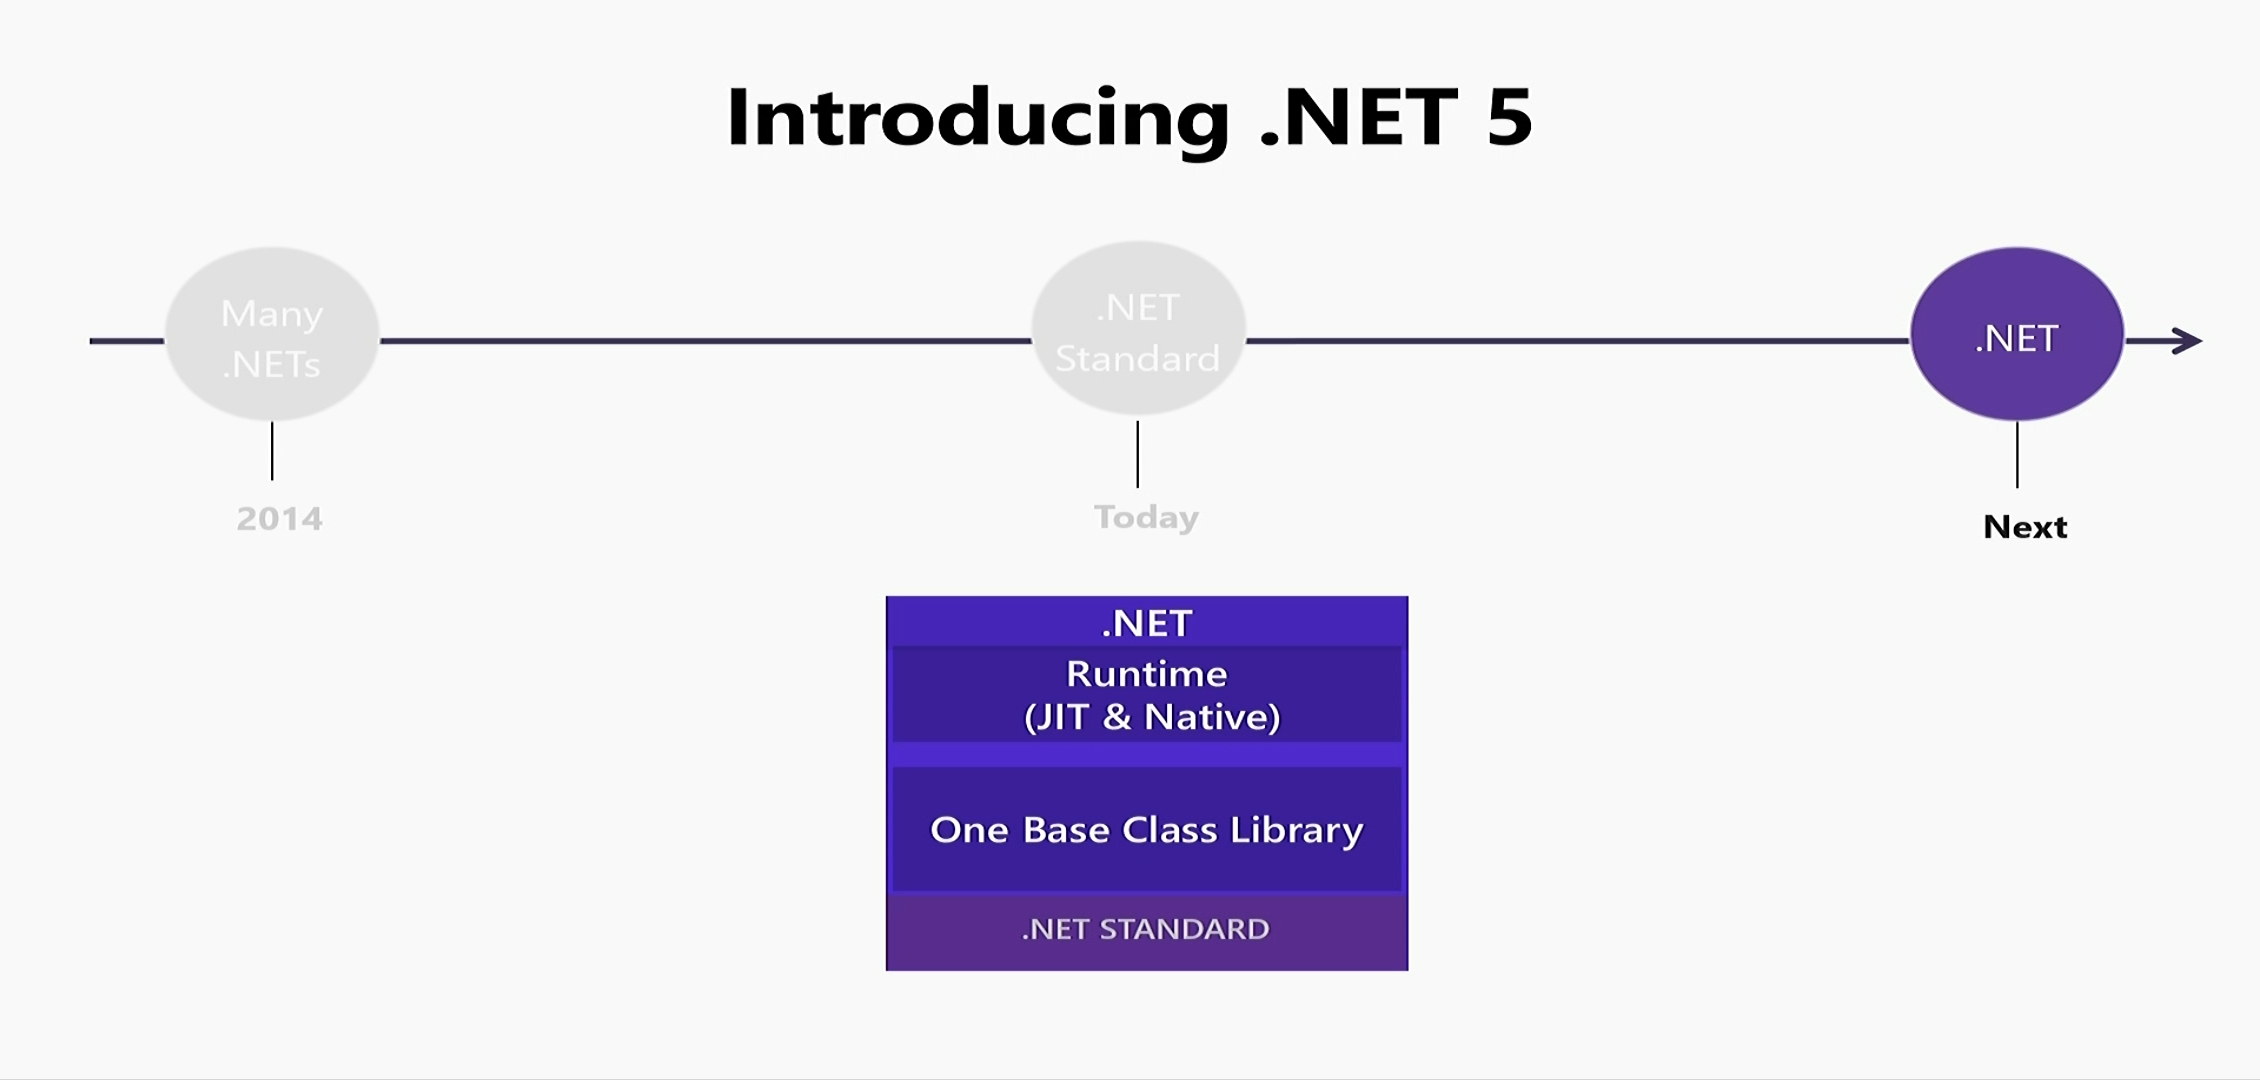 Introducing .NET 5
Many
.NETs
.NET
Standard
.NET
2014
Today
Next
.NET
Runtime
(JIT & Native)
One Base Class Library
.NET STANDARD